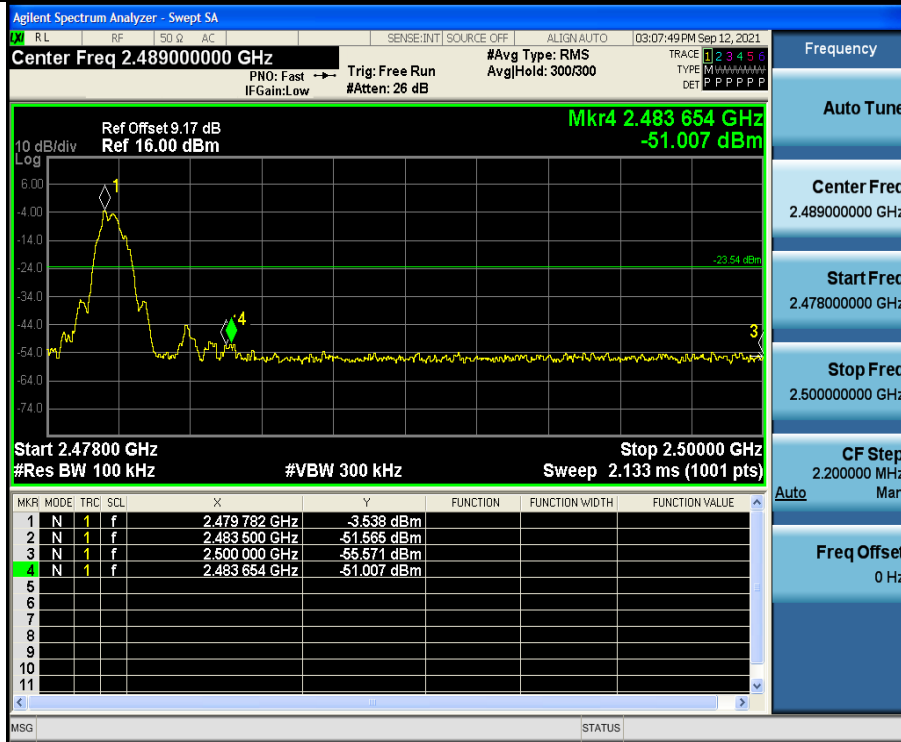 Agilent Spectrum Analyzer - Swept SA
LXI RL RF 50 Ω AC SENSE:INT SOURCE OFF ALIGN AUTO 03:07:49 PM Sep 12, 2021
Center Freq 2.489000000 GHz #Avg Type: RMS TRACE 1 2 3 4 5 6
PNO: Fast Trig: Free Run Avg|Hold: 300/300 TYPE M
IFGain:Low #Atten: 26 dB DET P P P P P P
Mkr4 2.483 654 GHz
-51.007 dBm
Ref Offset 9.17 dB
10 dB/div Ref 16.00 dBm
Log
6.00
-4.00
-14.0
-24.0
-34.0
-44.0
-54.0
-64.0
-74.0
1
-23.54 dBm
4
3
Start 2.47800 GHz Stop 2.50000 GHz
#Res BW 100 kHz #VBW 300 kHz Sweep 2.133 ms (1001 pts)
MKR MODE TRC SCL X Y FUNCTION FUNCTION WIDTH FUNCTION VALUE
1 N 1 f 2.479 782 GHz -3.538 dBm
2 N 1 f 2.483 500 GHz -51.565 dBm
3 N 1 f 2.500 000 GHz -55.571 dBm
4 N 1 f 2.483 654 GHz -51.007 dBm
5
6
7
8
9
10
11
MSG STATUS
Frequency
Auto Tune
Center Freq
2.489000000 GHz
Start Freq
2.478000000 GHz
Stop Freq
2.500000000 GHz
CF Step
2.200000 MHz
Auto Man
Freq Offset
0 Hz